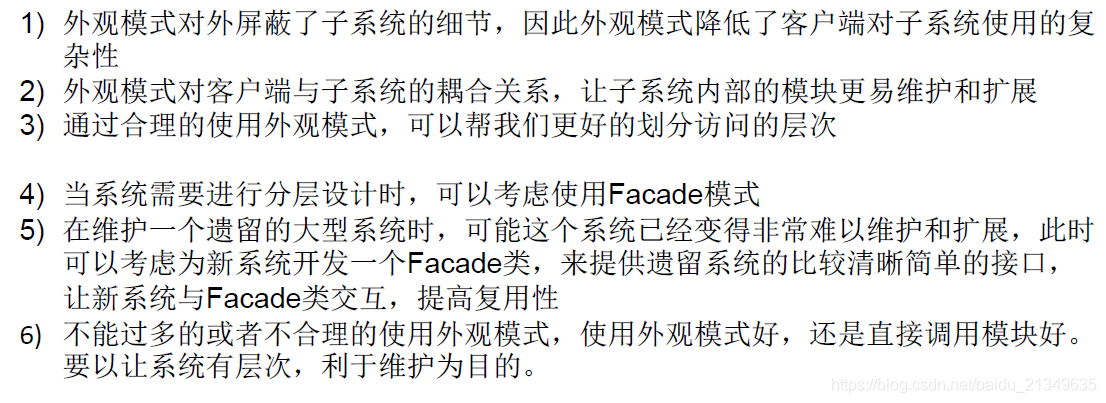 1) 外观模式对外屏蔽了子系统的细节，因此外观模式降低了客户端对子系统使用的复
杂性
2) 外观模式对客户端与子系统的耦合关系，让子系统内部的模块更易维护和扩展
3) 通过合理的使用外观模式，可以帮我们更好的划分访问的层次
4) 当系统需要进行分层设计时，可以考虑使用Facade模式
5) 在维护一个遗留的大型系统时，可能这个系统已经变得非常难以维护和扩展，此时
可以考虑为新系统开发一个Facade类，来提供遗留系统的比较清晰简单的接口，
让新系统与Facade类交互，提高复用性
6) 不能过多的或者不合理的使用外观模式，使用外观模式好，还是直接调用模块好。
要以让系统有层次，利于维护为目的。
https://blog.csdn.net/baidu_21349635